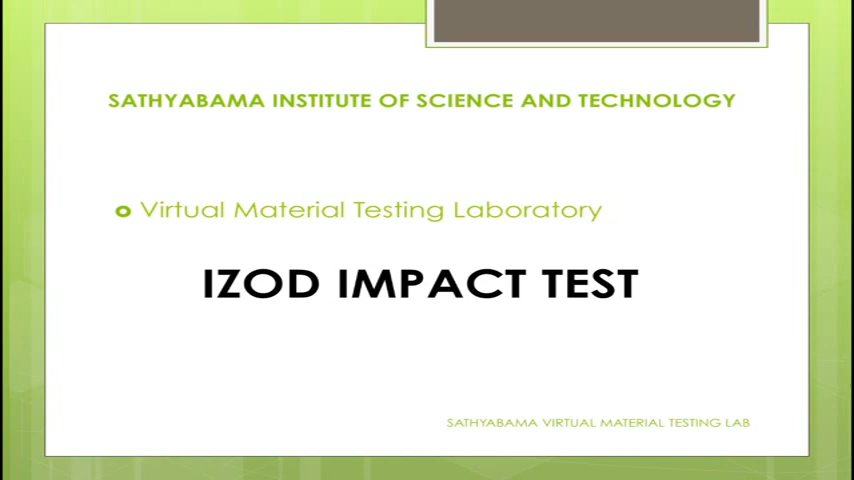 SATHYABAMA INSTITUTE OF SCIENCE AND TECHNOLOGY
Virtual Material Testing Laboratory
IZOD IMPACT TEST
SATHYABAMA VIRTUAL MATERIAL TESTING LAB